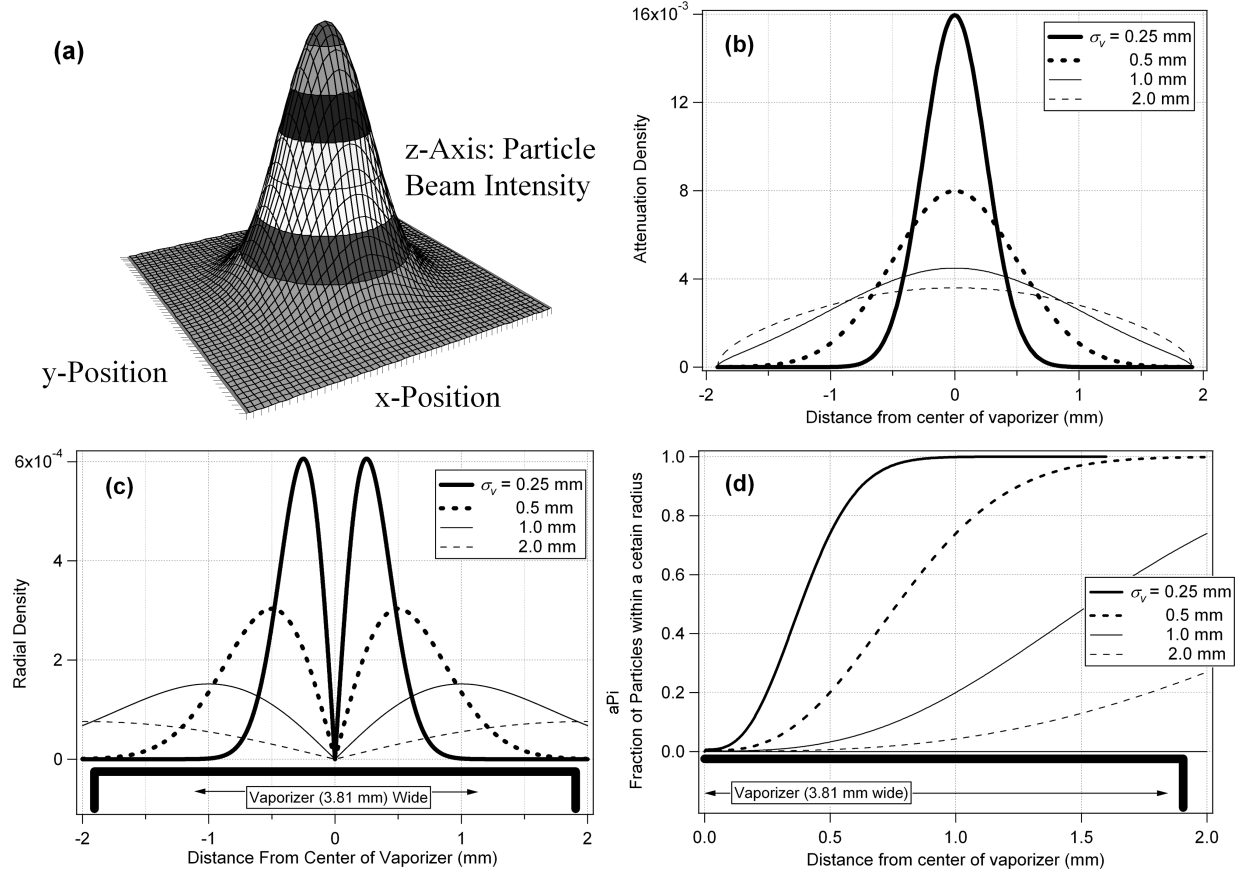 (a)
z-Axis: Particle
Beam Intensity
y-Position
x-Position
(b)
16x10⁻³
12
8
4
0
Attenuation Density
σᵥ = 0.25 mm
0.5 mm
1.0 mm
2.0 mm
-2
-1
0
1
2
Distance from center of vaporizer (mm)
(c)
6x10⁻⁴
4
2
0
Radial Density
σᵥ = 0.25 mm
0.5 mm
1.0 mm
2.0 mm
Vaporizer (3.81 mm) Wide
-2
-1
0
1
2
Distance From Center of Vaporizer (mm)
(d)
1.0
0.8
0.6
0.4
0.2
0.0
aPi
Fraction of Particles within a cetain radius
σᵥ = 0.25 mm
0.5 mm
1.0 mm
2.0 mm
Vaporizer (3.81 mm wide)
0.0
0.5
1.0
1.5
2.0
Distance from center of vaporizer (mm)